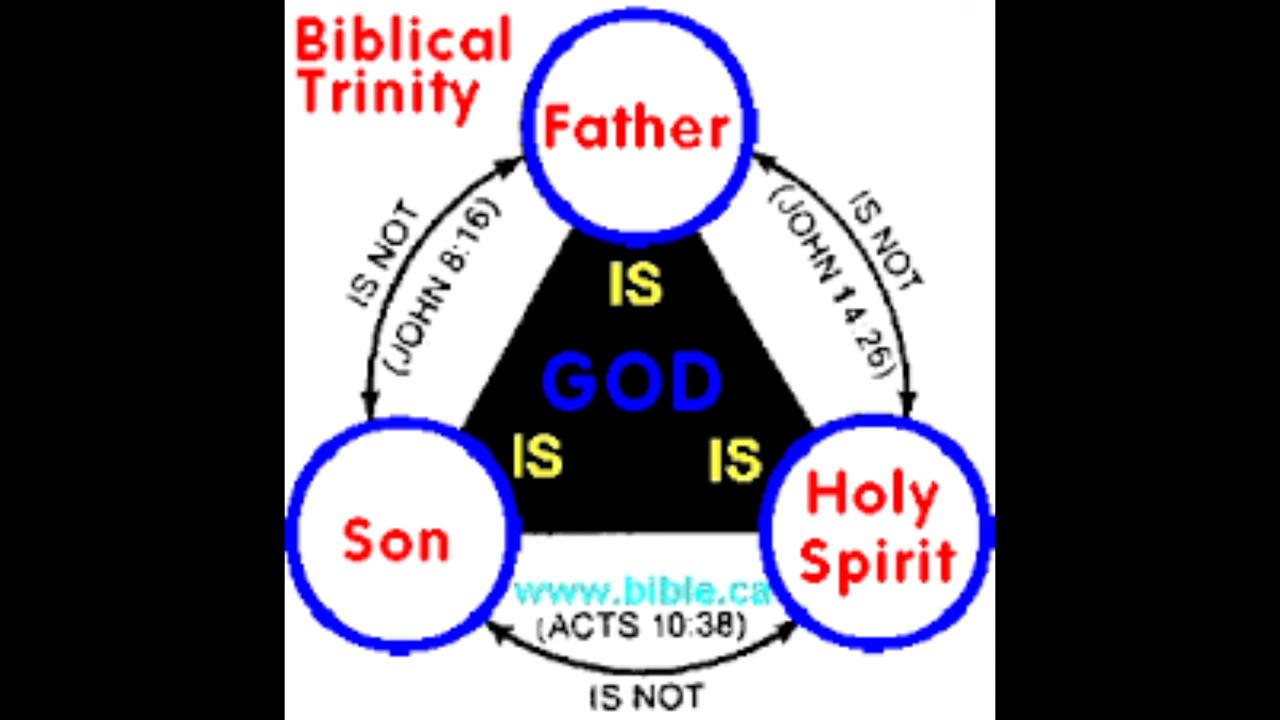 Biblical
Trinity
Father
IS NOT
(JOHN 8:16)
IS NOT
(JOHN 14:26)
IS
GOD
IS
IS
Son
Holy
Spirit
www.bible.ca
(ACTS 10:38)
IS NOT